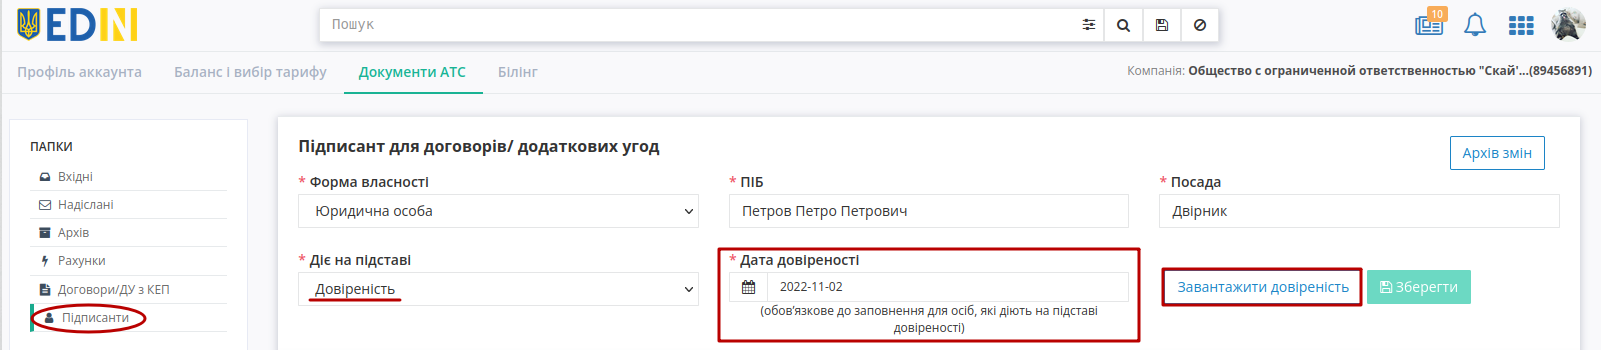 EDIN
Пошук
10
Профіль аккаунта
Баланс і вибір тарифу
Документи АТС
Білінг
Компанія: Общество с ограниченной ответственностью "Скай'...(89456891)
ПАПКИ
Вхідні
Надіслані
Архів
Рахунки
Договори/ДУ з КЕП
Підписанти
Підписант для договорів/ додаткових угод
Архів змін
* Форма власності
* ПІБ
* Посада
Юридична особа
Петров Петро Петрович
Двірник
* Діє на підставі
* Дата довіреності
Довіреність
2022-11-02
Завантажити довіреність
Зберегти
(обов'язкове до заповнення для осіб, які діють на підставі
довіреності)